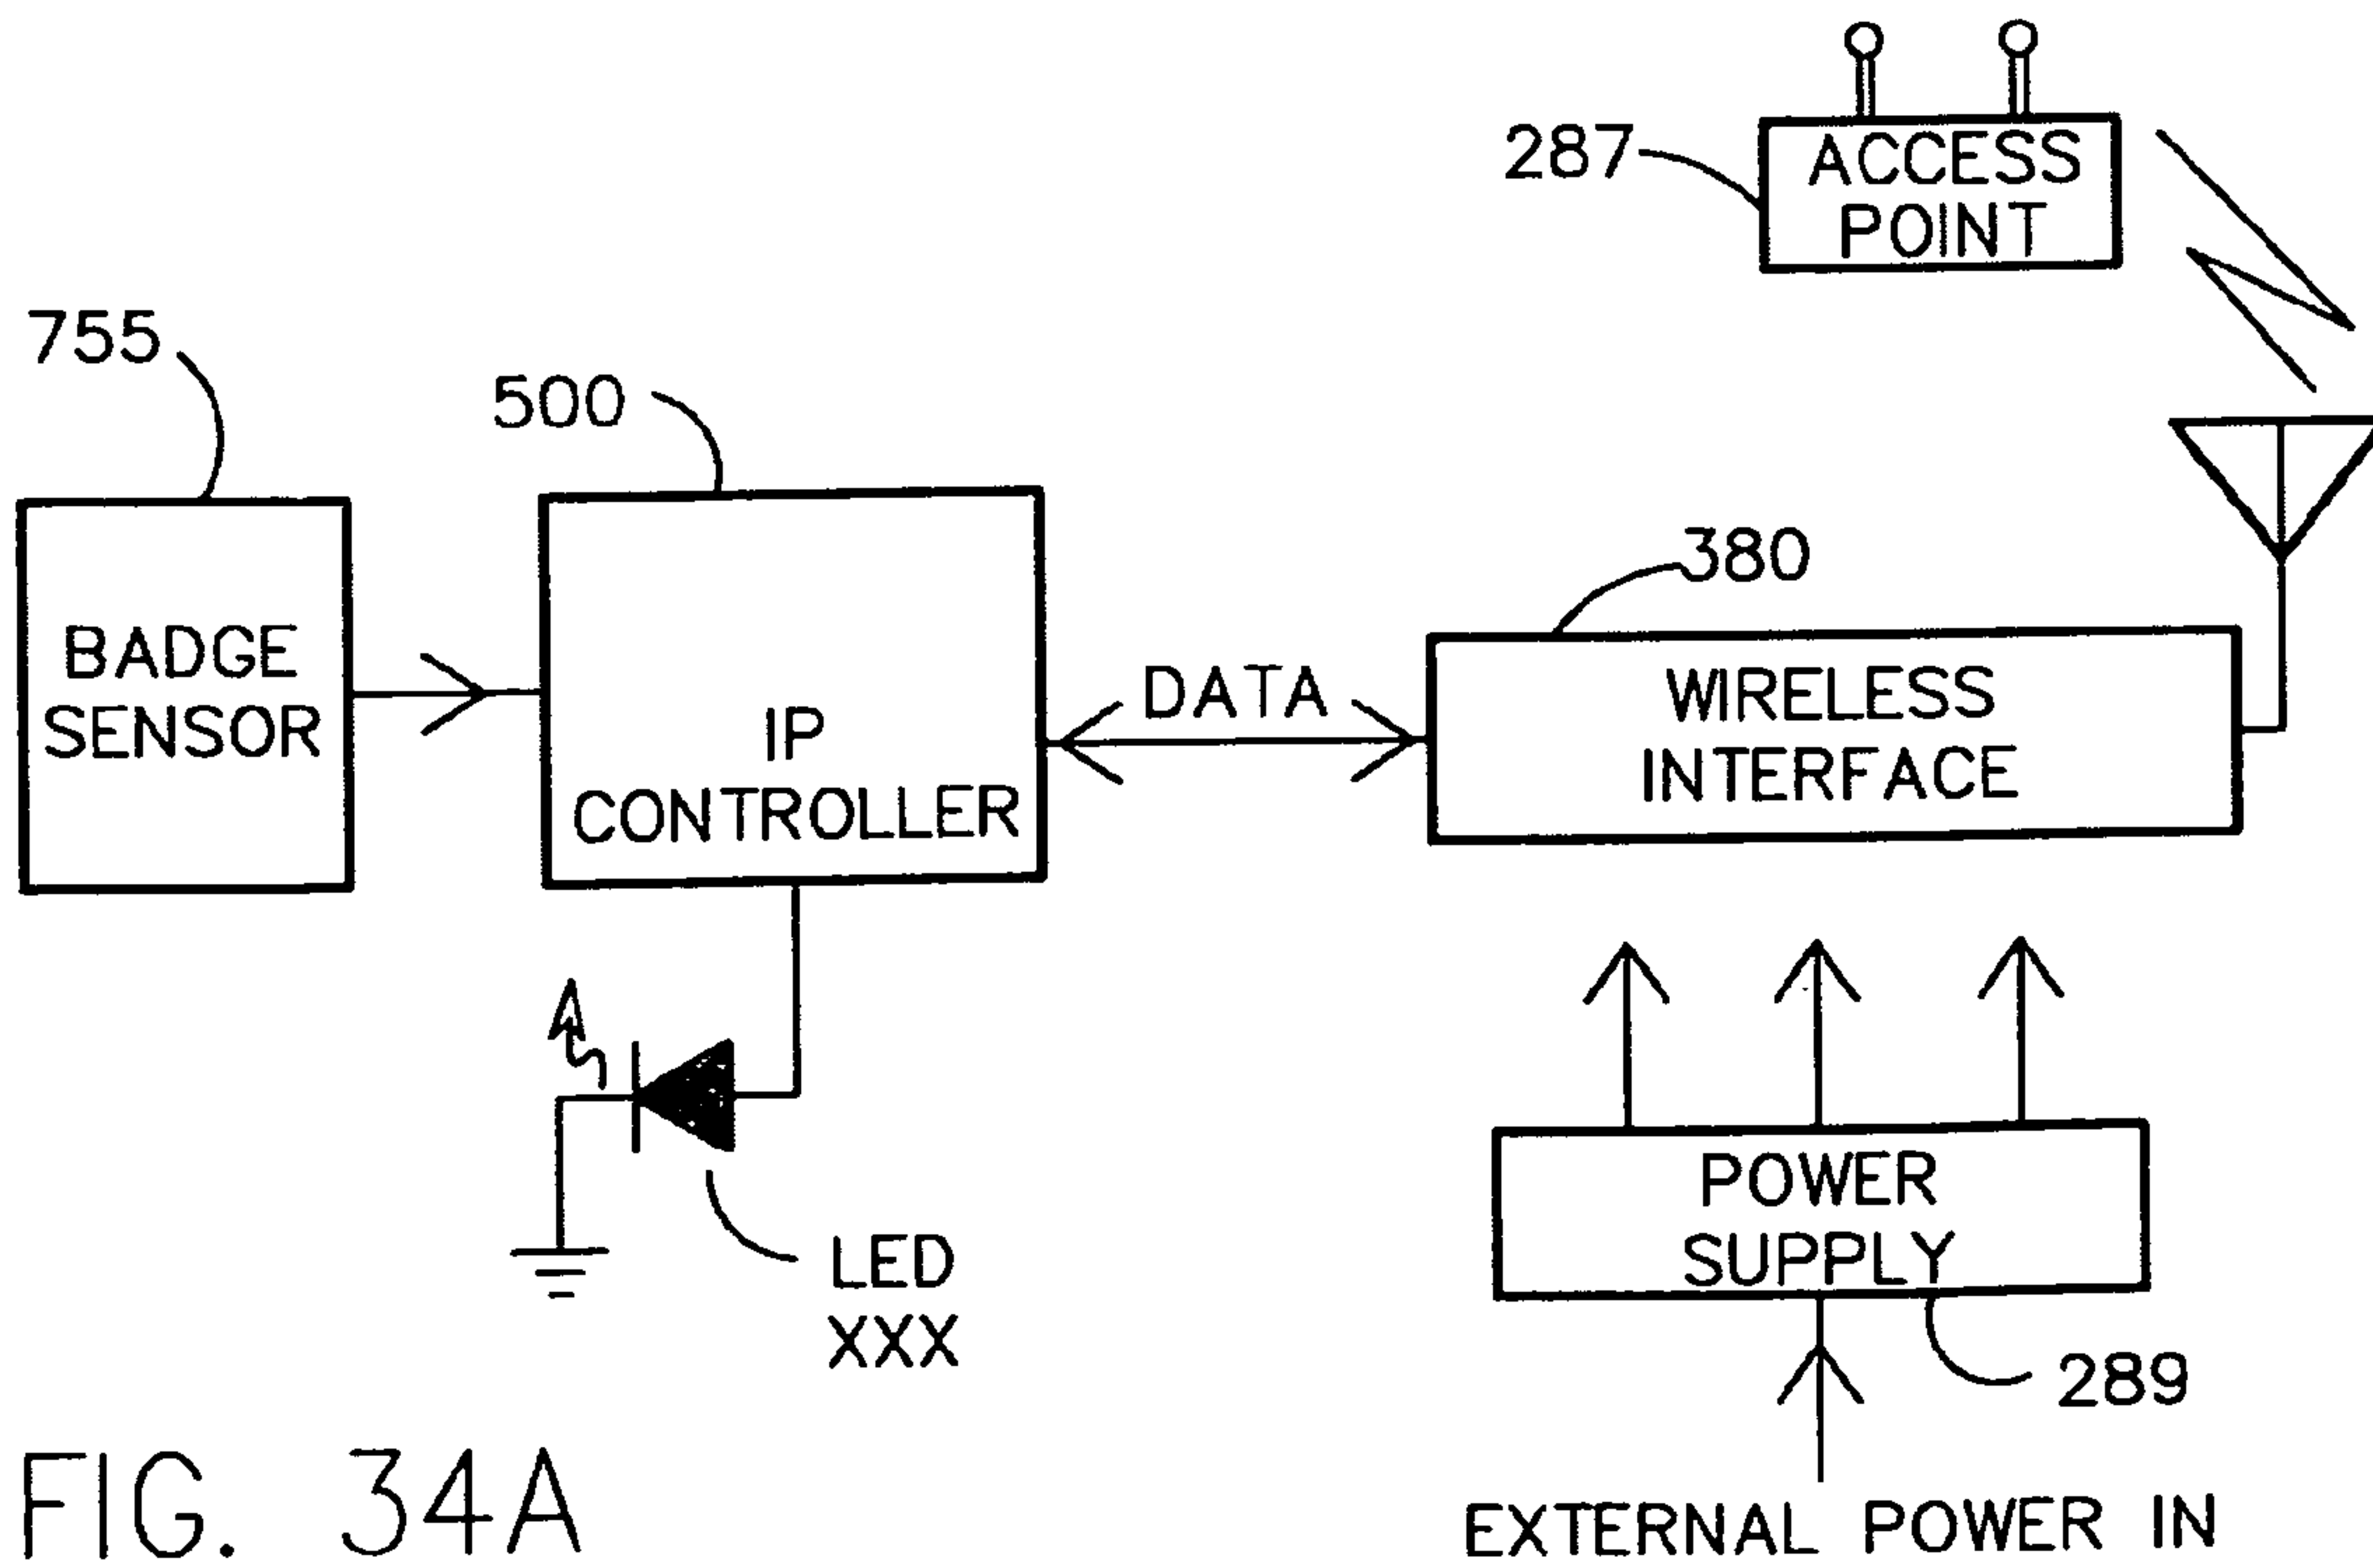 287
ACCESS
POINT
755
500
380
BADGE
SENSOR
IP
CONTROLLER
DATA
WIRELESS
INTERFACE
POWER
SUPPLY
LED
XXX
289
EXTERNAL POWER IN
FIG. 34A